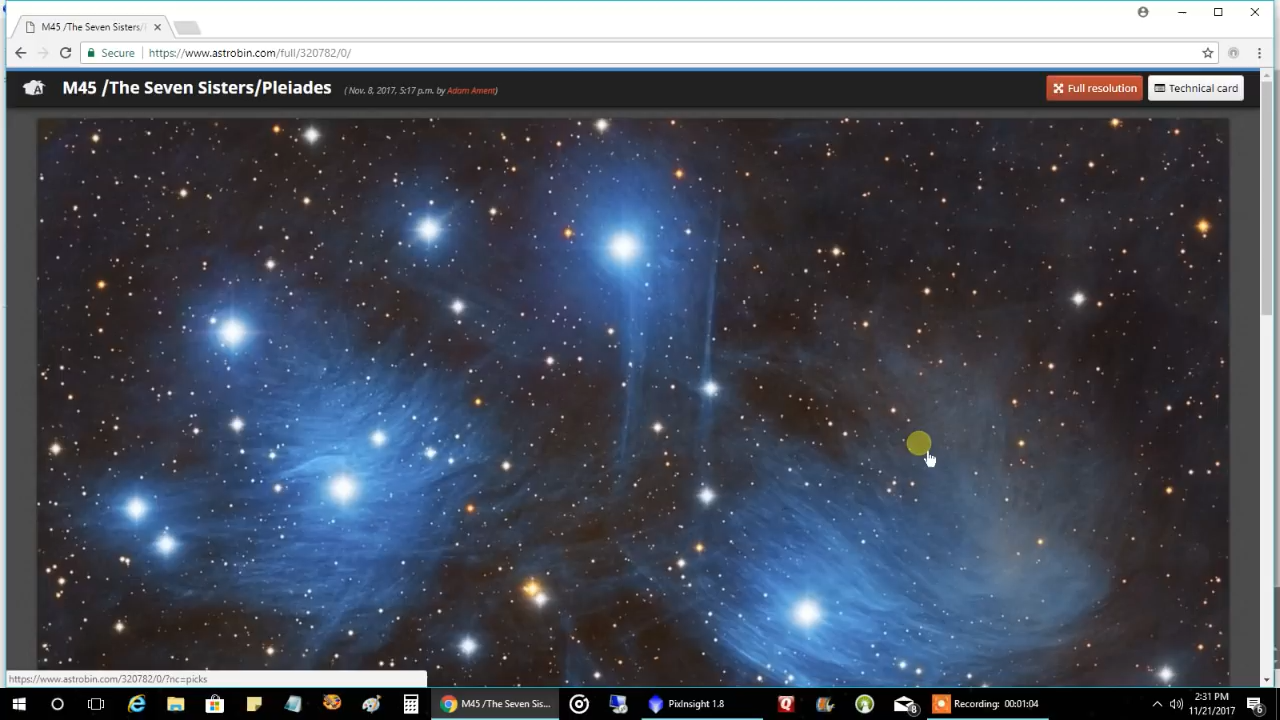 M45 /The Seven Sisters/
Secure
https://www.astrobin.com/full/320782/0/
M45 /The Seven Sisters/Pleiades
( Nov. 8, 2017, 5:17 p.m. by Adam Ament)
Full resolution
Technical card
https://www.astrobin.com/320782/0/?nc=picks
M45 /The Seven Sis...
PixInsight 1.8
8
Recording: 00:01:04
2:31 PM
11/21/2017
6